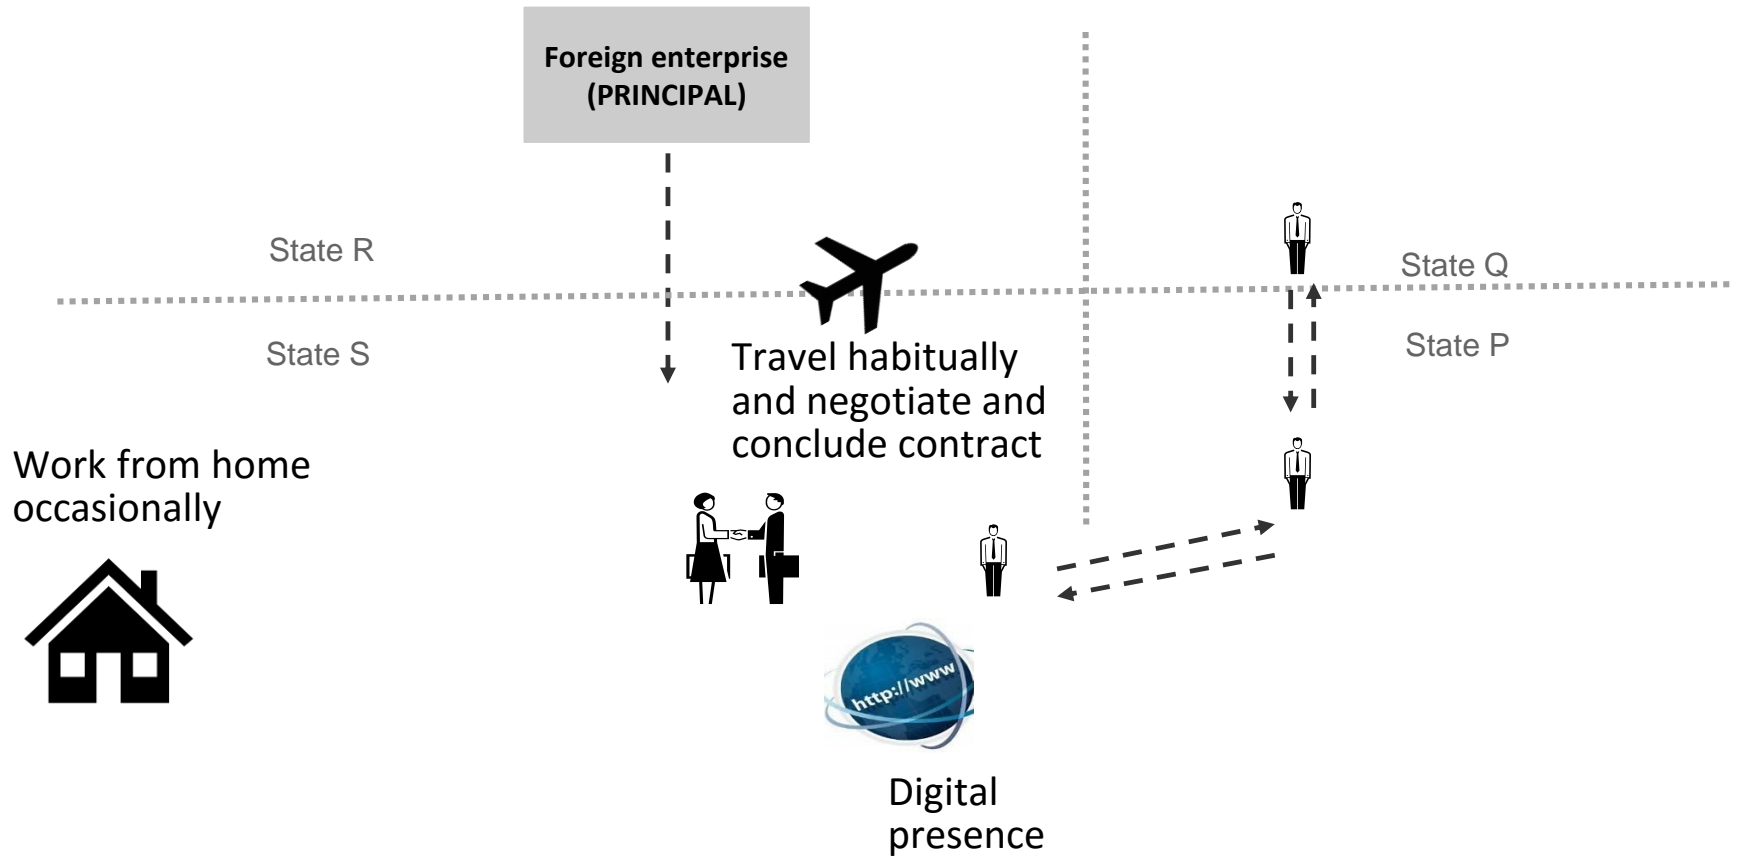 Foreign enterprise
(PRINCIPAL)
State R
State Q
State S
State P
Travel habitually
and negotiate and
conclude contract
Work from home
occasionally
http://www
Digital
presence